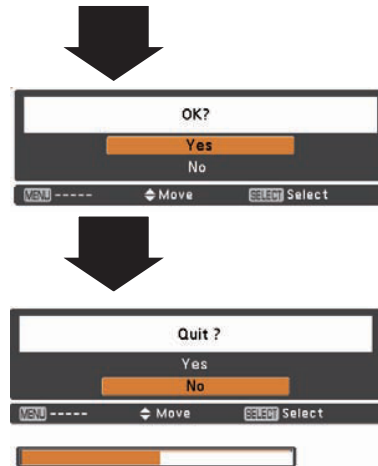 OK?
Yes
No
MENU ----- Move SELECT Select
Quit ?
Yes
No
MENU ----- Move SELECT Select